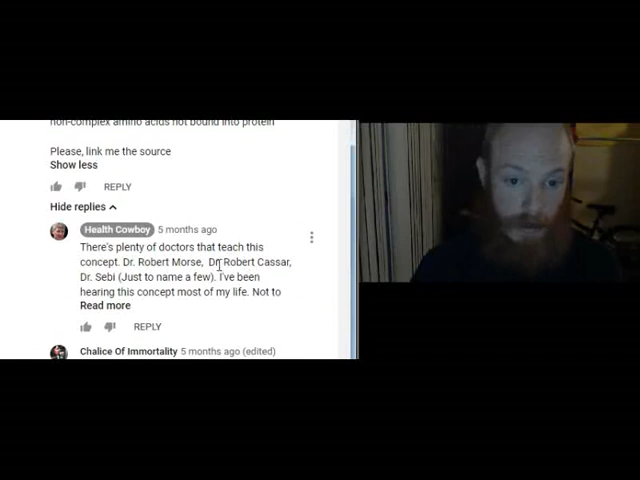 non-complex amino acids not bound into protein
Please, link me the source
Show less
REPLY
Hide replies
Health Cowboy 5 months ago
There's plenty of doctors that teach this
concept. Dr. Robert Morse, Dr. Robert Cassar,
Dr. Sebi (Just to name a few). I've been
hearing this concept most of my life. Not to
Read more
REPLY
Chalice Of Immortality 5 months ago (edited)